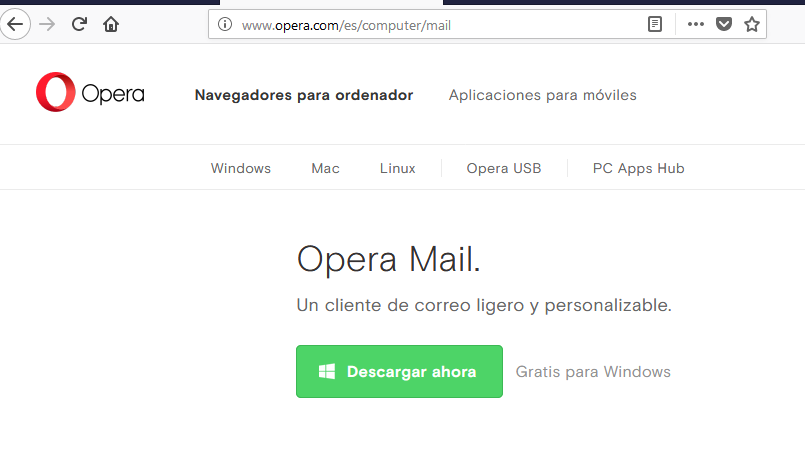 www.opera.com/es/computer/mail
Opera
Navegadores para ordenador Aplicaciones para móviles
Windows Mac Linux Opera USB PC Apps Hub
Opera Mail.
Un cliente de correo ligero y personalizable.
Descargar ahora Gratis para Windows